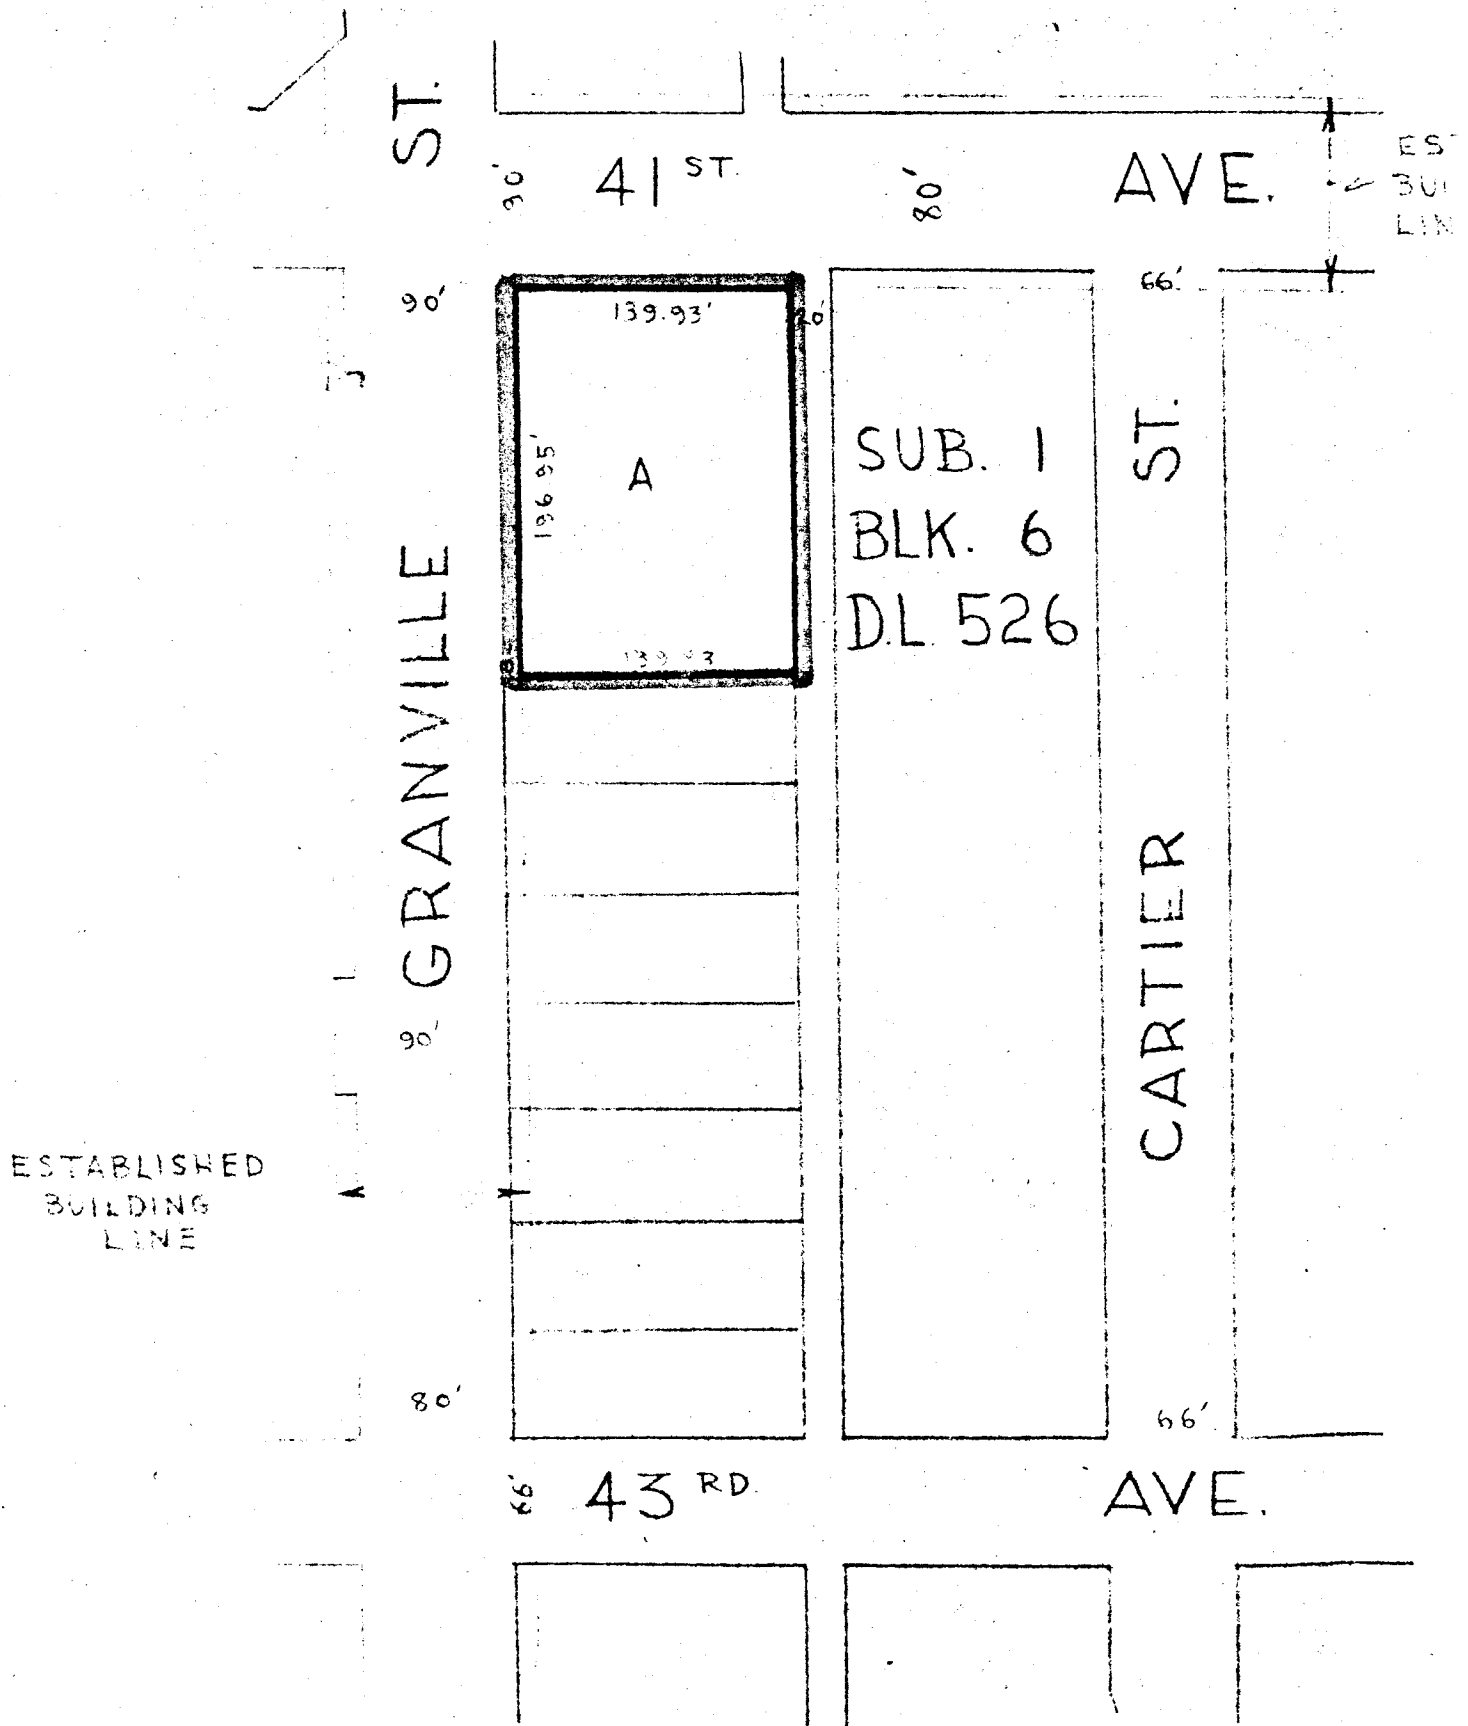 ST.
41 ST. AVE.
90'
80'
90'
139.93'
20'
66'
196.95'
A
SUB. 1
BLK. 6
D.L. 526
ST.
GRANVILLE
CARTIER
90'
ESTABLISHED
BUILDING
LINE
80'
66'
66'
43 RD. AVE.